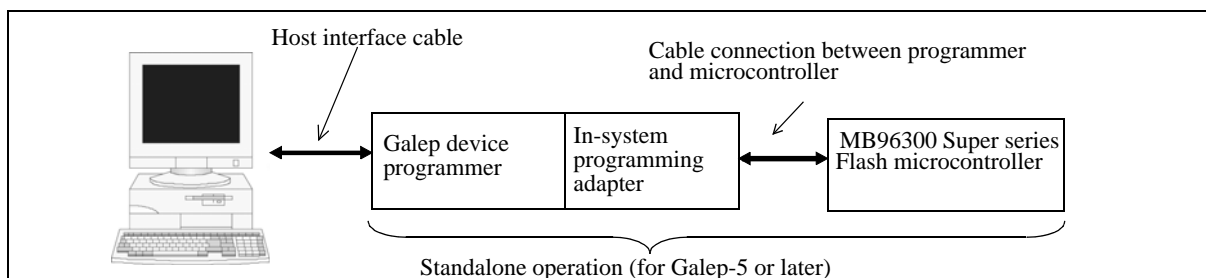 Host interface cable
Cable connection between programmer
and microcontroller
Galep device
programmer
In-system
programming
adapter
MB96300 Super series
Flash microcontroller
Standalone operation (for Galep-5 or later)